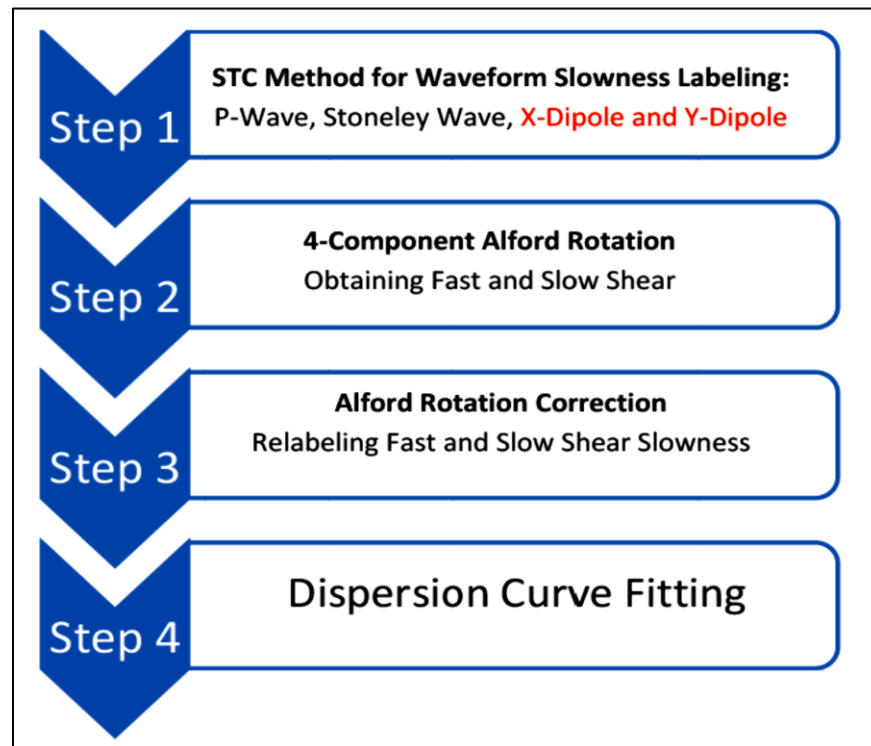 Step 1
STC Method for Waveform Slowness Labeling:
P-Wave, Stoneley Wave, X-Dipole and Y-Dipole
Step 2
4-Component Alford Rotation
Obtaining Fast and Slow Shear
Step 3
Alford Rotation Correction
Relabeling Fast and Slow Shear Slowness
Step 4
Dispersion Curve Fitting